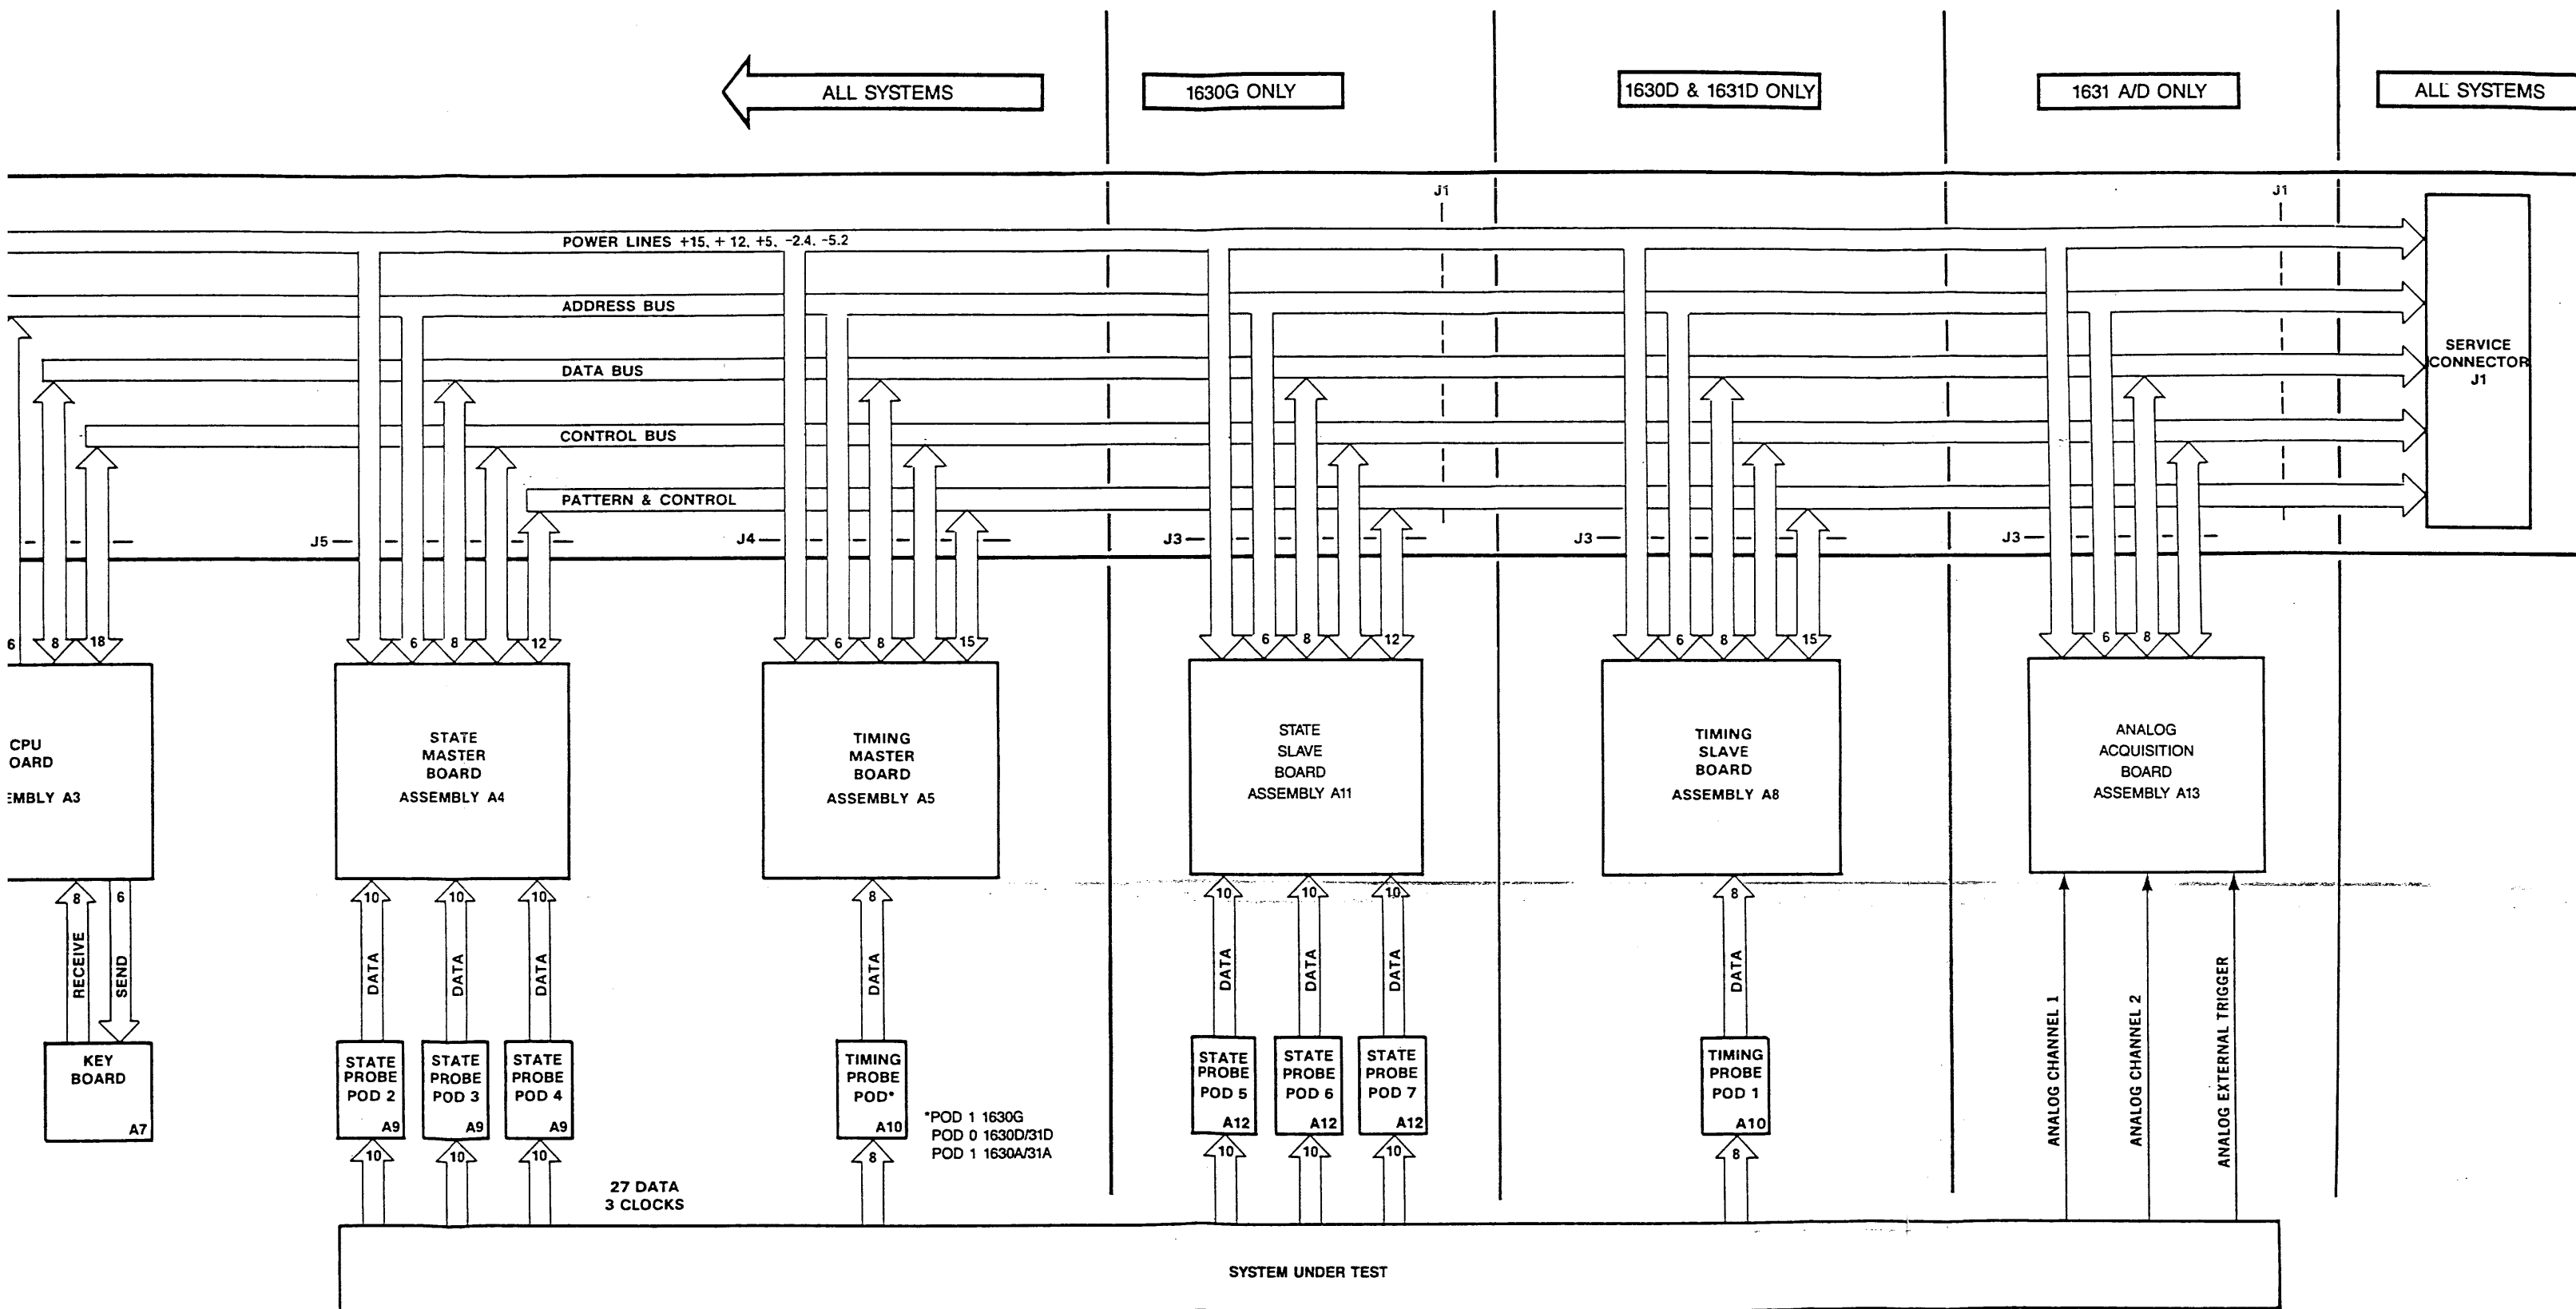 ALL SYSTEMS
1630G ONLY
1630D & 1631D ONLY
1631 A/D ONLY
ALL SYSTEMS
J1
J1
POWER LINES +15, + 12, +5, -2.4, -5.2
ADDRESS BUS
DATA BUS
CONTROL BUS
PATTERN & CONTROL
SERVICE
CONNECTOR
J1
J5
J4
J3
J3
J3
6
8
18
6
8
12
6
8
15
6
8
12
6
8
15
6
8
CPU
OARD
EMBLY A3
STATE
MASTER
BOARD
ASSEMBLY A4
TIMING
MASTER
BOARD
ASSEMBLY A5
STATE
SLAVE
BOARD
ASSEMBLY A11
TIMING
SLAVE
BOARD
ASSEMBLY A8
ANALOG
ACQUISITION
BOARD
ASSEMBLY A13
8
6
10
10
10
8
10
10
10
8
RECEIVE
SEND
DATA
DATA
DATA
DATA
DATA
DATA
DATA
DATA
ANALOG CHANNEL 1
ANALOG CHANNEL 2
ANALOG EXTERNAL TRIGGER
KEY
BOARD
A7
STATE
PROBE
POD 2
A9
STATE
PROBE
POD 3
A9
STATE
PROBE
POD 4
A9
TIMING
PROBE
POD*
A10
*POD 1 1630G
POD 0 1630D/31D
POD 1 1630A/31A
STATE
PROBE
POD 5
A12
STATE
PROBE
POD 6
A12
STATE
PROBE
POD 7
A12
TIMING
PROBE
POD 1
A10
10
10
10
8
10
10
10
8
27 DATA
3 CLOCKS
SYSTEM UNDER TEST